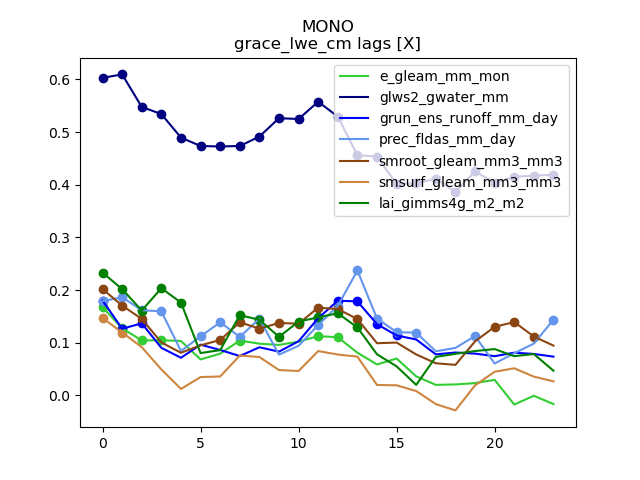 MONO
grace_lwe_cm lags [X]
e_gleam_mm_mon
glws2_gwater_mm
grun_ens_runoff_mm_day
prec_fldas_mm_day
smroot_gleam_mm3_mm3
smsurf_gleam_mm3_mm3
lai_gimms4g_m2_m2
0.6
0.5
0.4
0.3
0.2
0.1
0.0
0 5 10 15 20